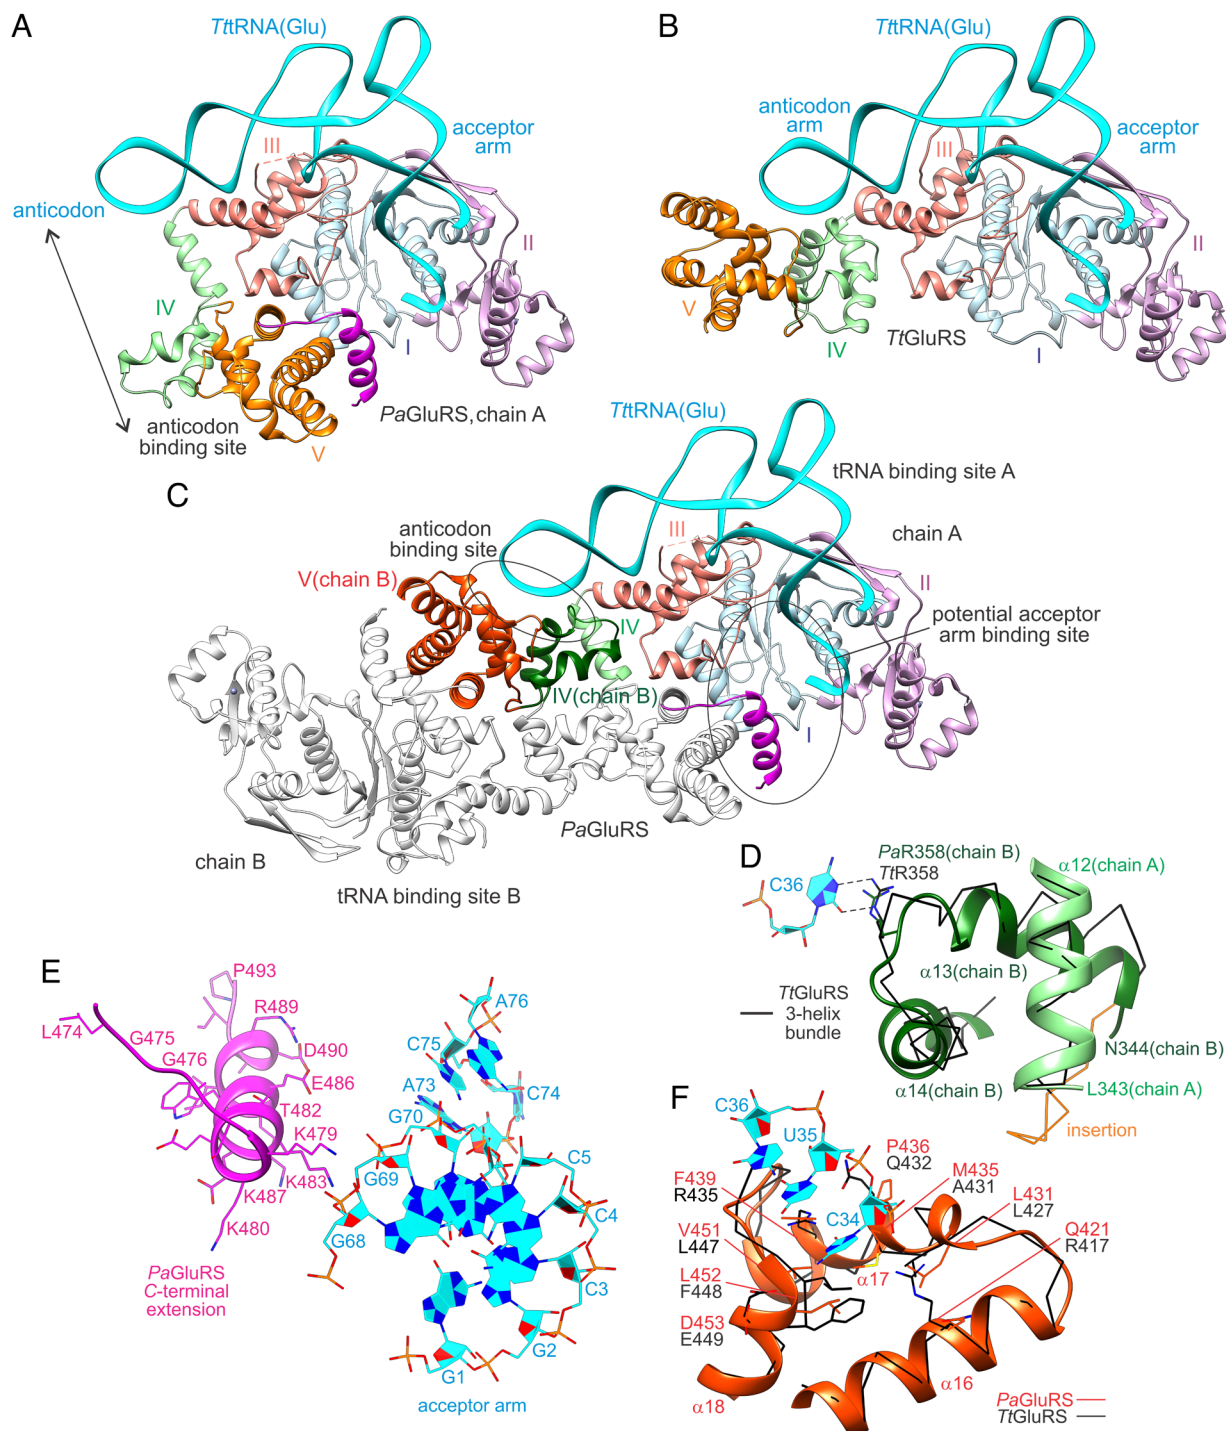 A
TttRNA(Glu)
acceptor
arm
III
anticodon
II
IV
I
PaGluRS, chain A
anticodon
binding site
V
B
TttRNA(Glu)
anticodon
arm
acceptor
arm
III
II
V
TtGluRS
IV
I
C
TttRNA(Glu)
tRNA binding site A
anticodon
binding site
III
chain A
V(chain B)
II
IV
potential acceptor
arm binding site
IV(chain B)
I
PaGluRS
chain B
tRNA binding site B
D
PaR358(chain B)
TtR358
α12(chain A)
C36
α13(chain B)
TtGluRS
3-helix
bundle
N344(chain B)
α14(chain B)
L343(chain A)
insertion
E
P493
A76
L474
R489
G475
D490
C75
G476
E486
A73
C74
T482
G70
K479
C5
G69
K483
K487
C4
K480
G68
C3
PaGluRS
C-terminal
extension
G2
G1
acceptor arm
F
C36
U35
P436
Q432
F439
R435
M435
A431
L431
L427
C34
V451
L447
Q421
R417
α17
L452
F448
D453
E449
α16
α18
PaGluRS
TtGluRS